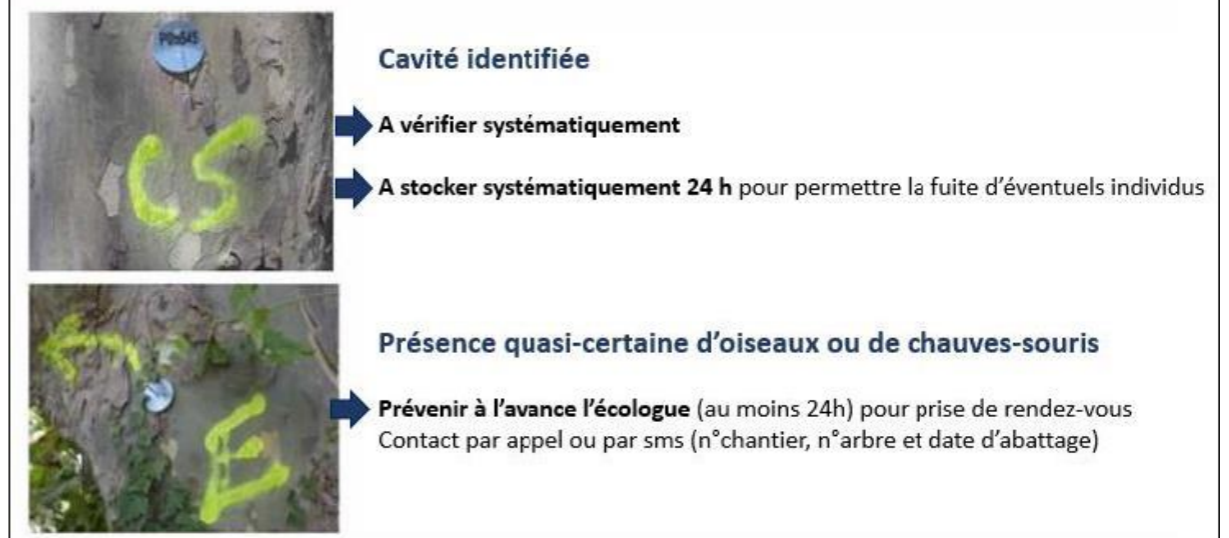 Cavité identifiée
A vérifier systématiquement
CS
A stocker systématiquement 24 h pour permettre la fuite d'éventuels individus
Présence quasi-certaine d'oiseaux ou de chauves-souris
Prévenir à l'avance l'écologue (au moins 24h) pour prise de rendez-vous
Contact par appel ou par sms (n°chantier, n°arbre et date d'abattage)
E